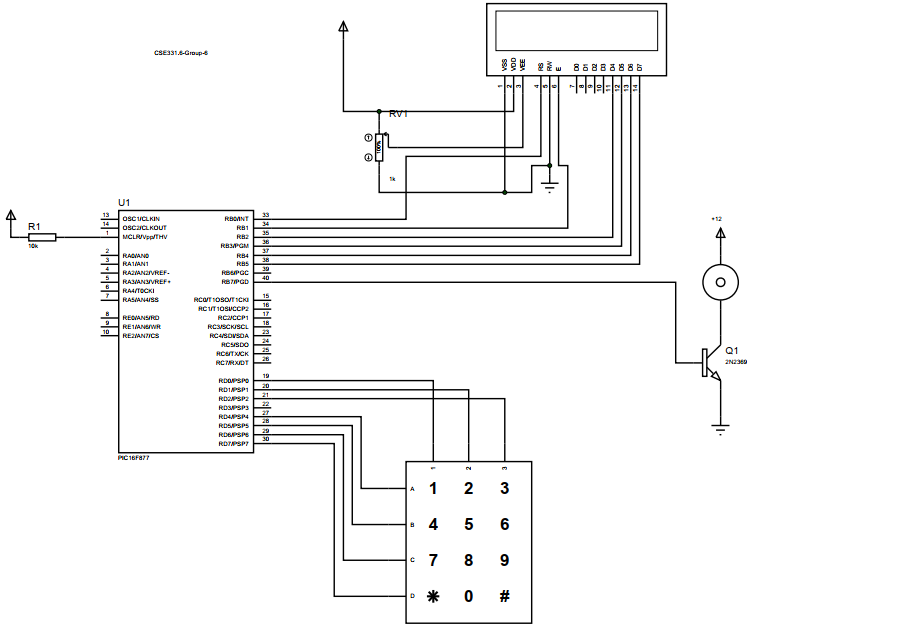 CSE331.6-Group-6
VSS VDD VEE RS RW E D0 D1 D2 D3 D4 D5 D6 D7
1 2 3 4 5 6 7 8 9 10 11 12 13 14
RV1
100%
1k
+12
Q1
2N2369
R1
10k
U1
13 OSC1/CLKIN RB0/INT 33
14 OSC2/CLKOUT RB1 34
1 MCLR/Vpp/THV RB2 35
RB3/PGM 36
2 RA0/AN0 RB4 37
3 RA1/AN1 RB5 38
4 RA2/AN2/VREF- RB6/PGC 39
5 RA3/AN3/VREF+ RB7/PGD 40
6 RA4/T0CKI
7 RA5/AN4/SS RC0/T1OSO/T1CKI 15
RC1/T1OSI/CCP2 16
8 RE0/AN5/RD RC2/CCP1 17
9 RE1/AN6/WR RC3/SCK/SCL 18
10 RE2/AN7/CS RC4/SDI/SDA 23
RC5/SDO 24
RC6/TX/CK 25
RC7/RX/DT 26
RD0/PSP0 19
RD1/PSP1 20
RD2/PSP2 21
RD3/PSP3 22
RD4/PSP4 27
RD5/PSP5 28
RD6/PSP6 29
RD7/PSP7 30
PIC16F877
1 2 3
A 1 2 3
B 4 5 6
C 7 8 9
D * 0 #